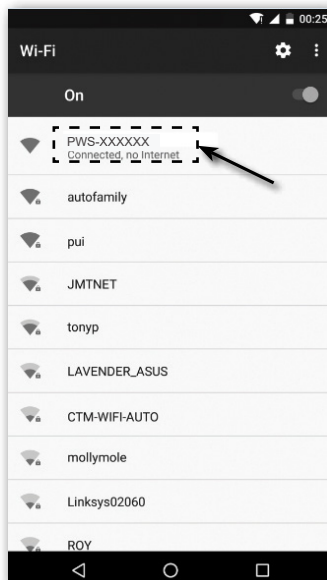 00:25
Wi-Fi
On
PWS-XXXXXX
Connected, no Internet
autofamily
pui
JMTNET
tonyp
LAVENDER_ASUS
CTM-WIFI-AUTO
mollymole
Linksys02060
ROY